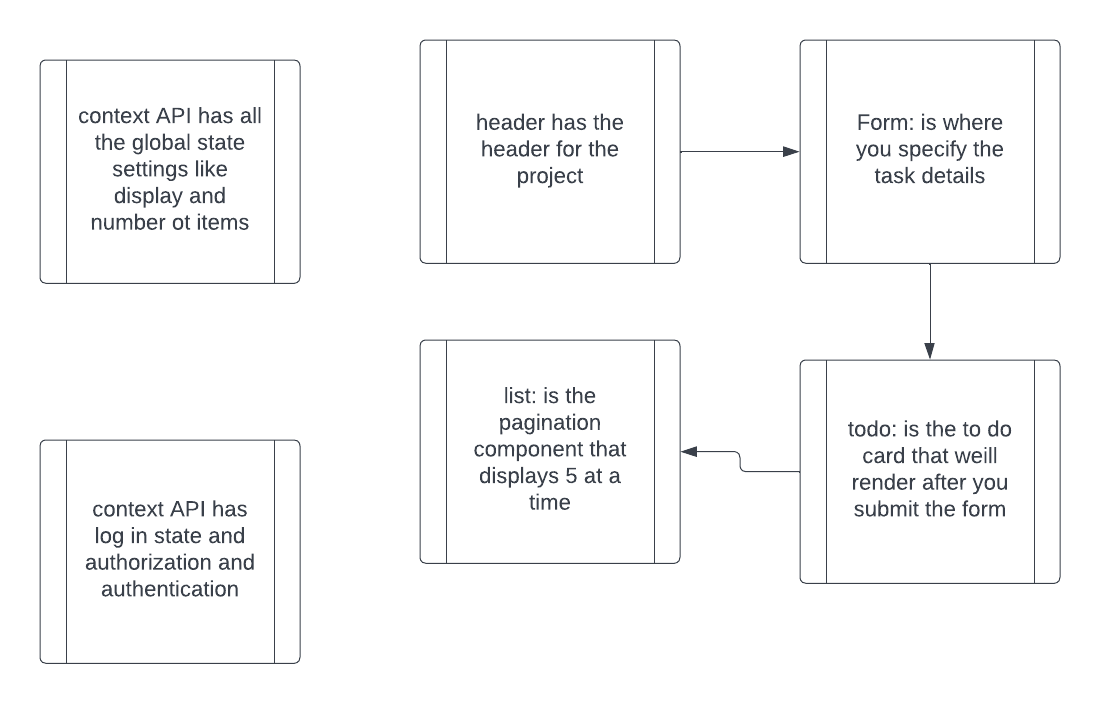 context API has all
the global state
settings like
display and
number ot items
header has the
header for the
project
Form: is where
you specify the
task details
list: is the
pagination
component that
displays 5 at a
time
todo: is the to do
card that weill
render after you
submit the form
context API has
log in state and
authorization and
authentication